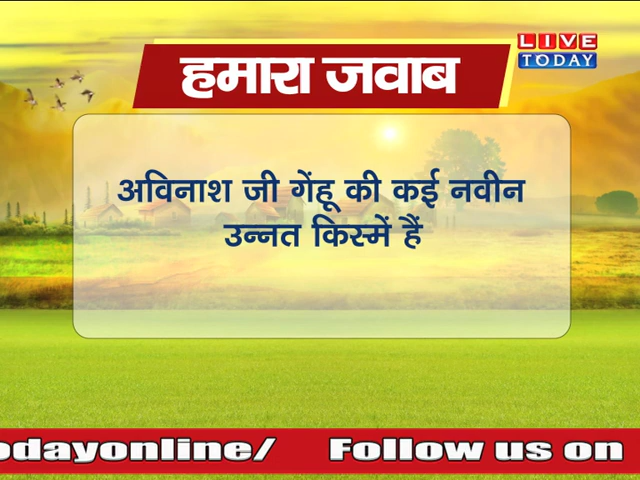 हमारा जवाब
LIVE
TODAY
अविनाश जी गेंहू की कई नवीन
उन्नत किस्में हैं
odayonline/ Follow us on